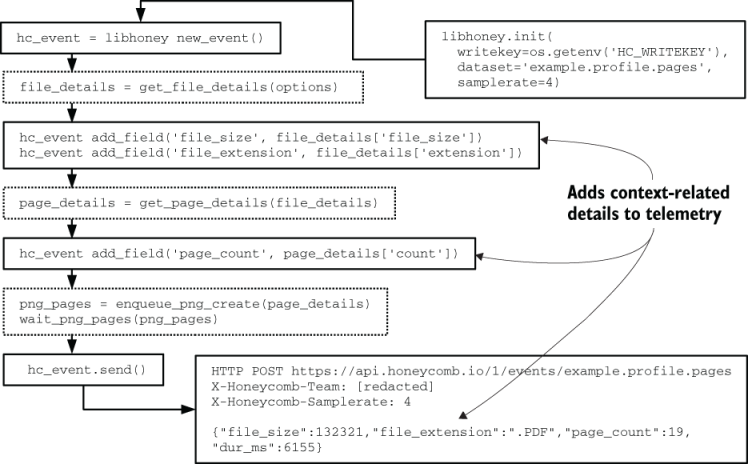 hc_event = libhoney new_event()
libhoney.init(
writekey=os.getenv('HC_WRITEKEY'),
dataset='example.profile.pages',
samplerate=4)
file_details = get_file_details(options)
hc_event add_field('file_size', file_details['file_size'])
hc_event add_field('file_extension', file_details['extension'])
page_details = get_page_details(file_details)
Adds context-related
details to telemetry
hc_event add_field('page_count', page_details['count'])
png_pages = enqueue_png_create(page_details)
wait_png_pages(png_pages)
hc_event.send()
HTTP POST https://api.honeycomb.io/1/events/example.profile.pages
X-Honeycomb-Team: [redacted]
X-Honeycomb-Samplerate: 4
{"file_size":132321,"file_extension":".PDF","page_count":19,
"dur_ms":6155}